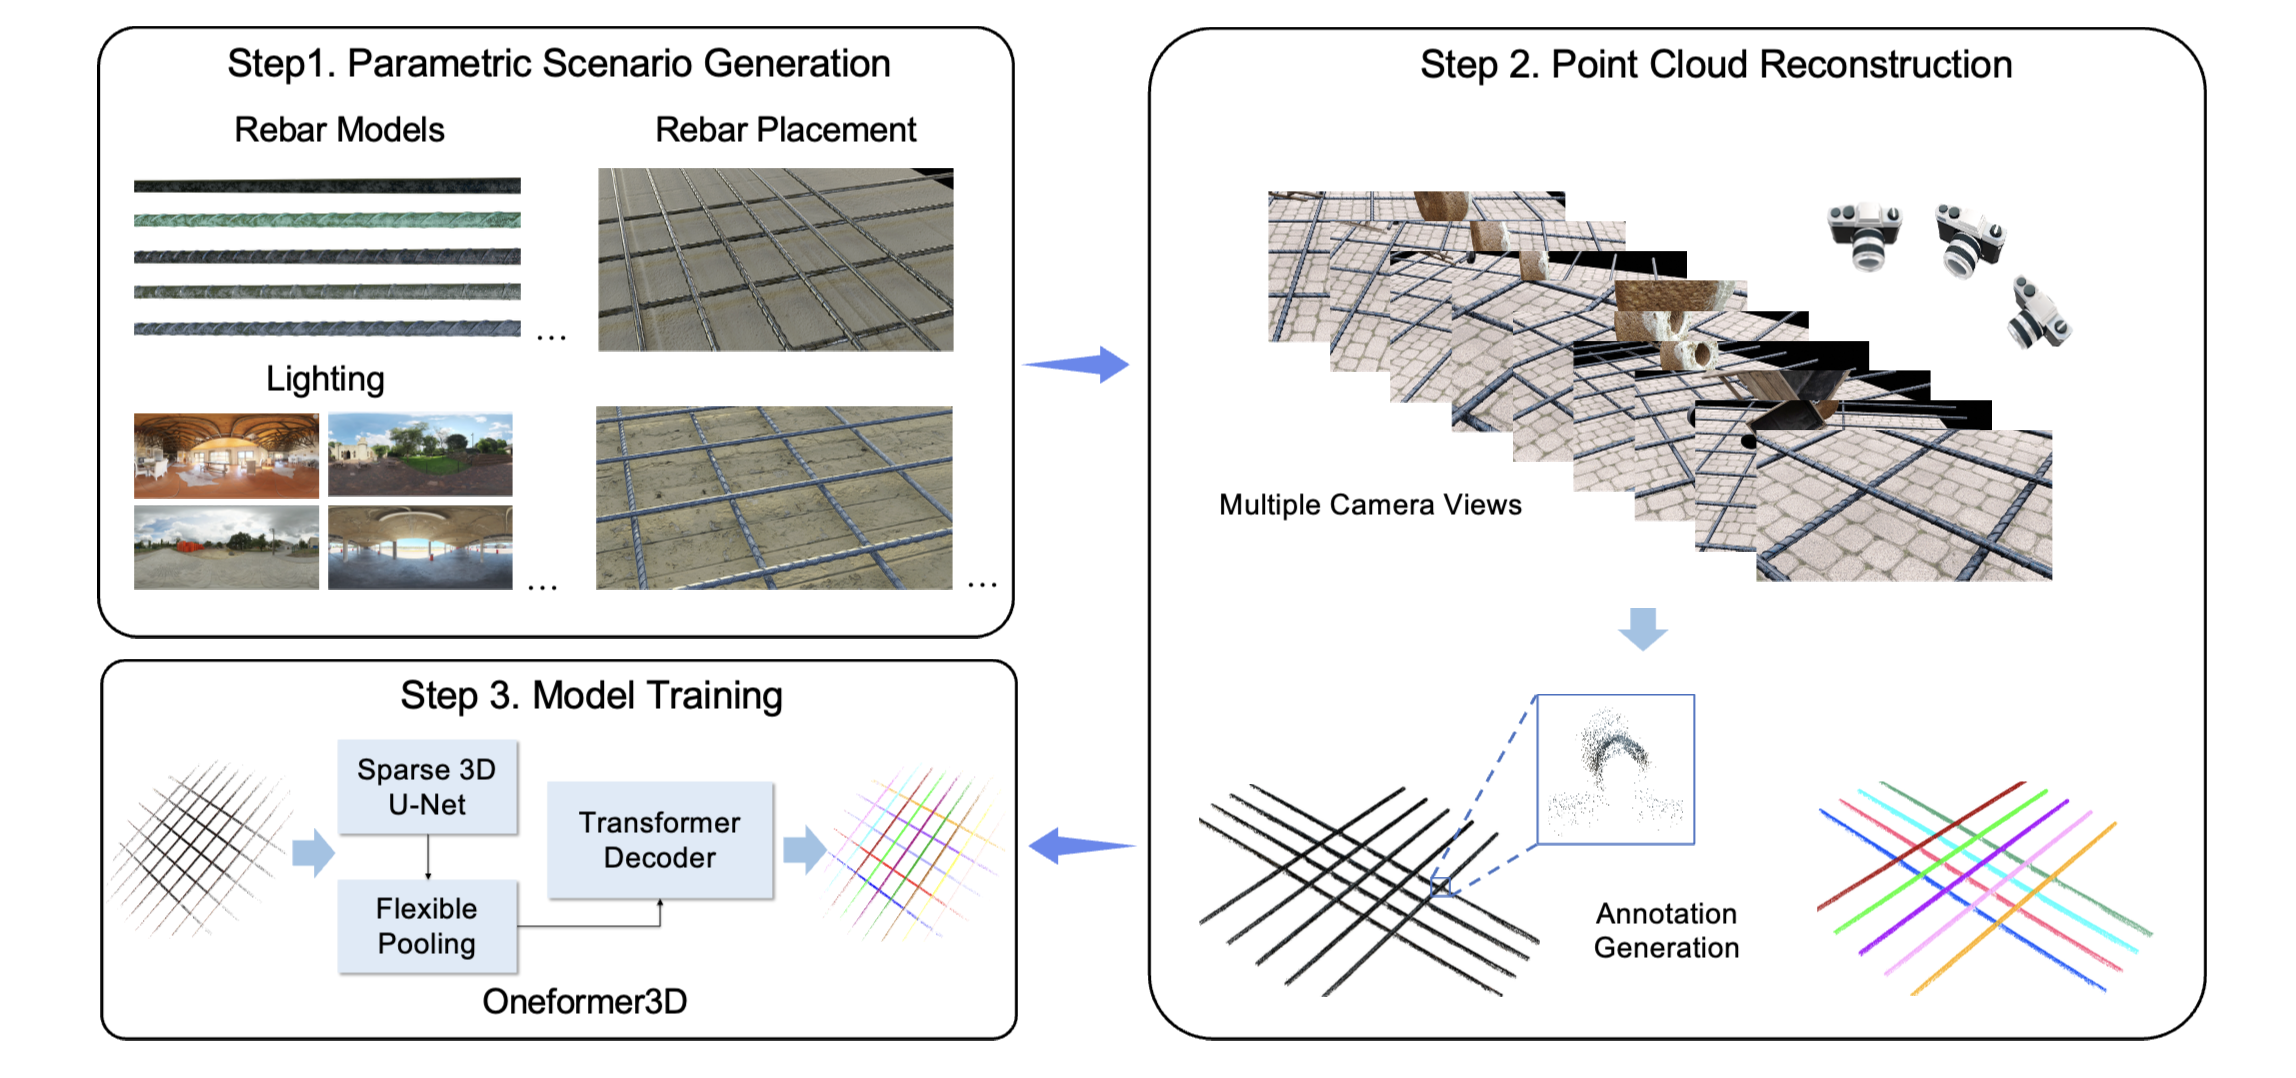 Step1. Parametric Scenario Generation
Rebar Models
Rebar Placement
...
Lighting
...
...
Step 2. Point Cloud Reconstruction
Multiple Camera Views
Annotation
Generation
Step 3. Model Training
Sparse 3D
U-Net
Flexible
Pooling
Transformer
Decoder
Oneformer3D